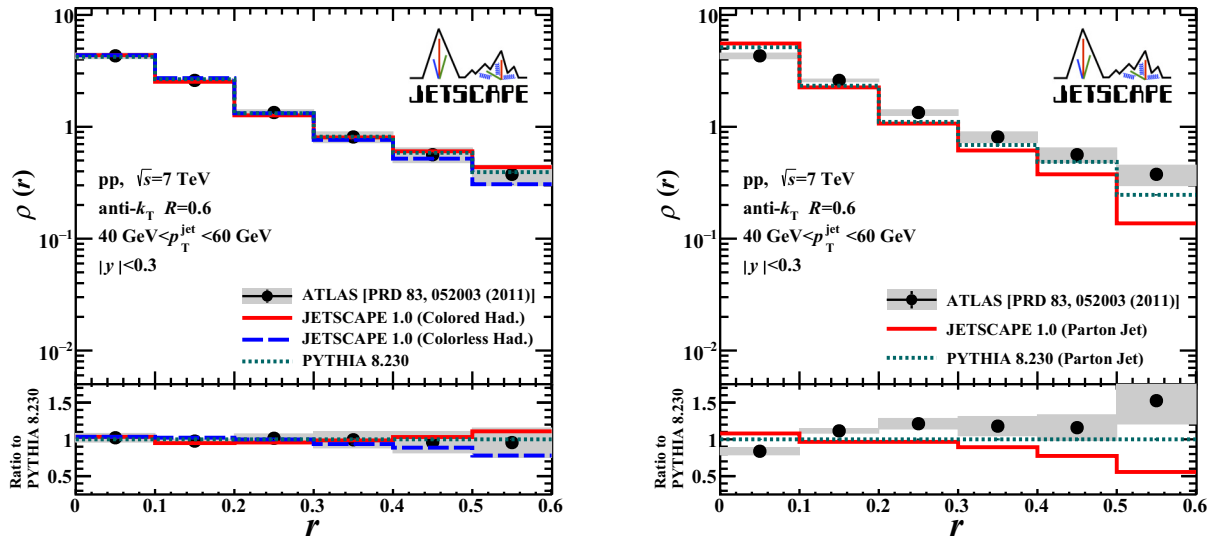 10
1
10⁻¹
10⁻²
ρ (r)
JETSCAPE
pp, √s=7 TeV
anti-k_T R=0.6
40 GeV<p_T^jet <60 GeV
|y|<0.3
ATLAS [PRD 83, 052003 (2011)]
JETSCAPE 1.0 (Colored Had.)
JETSCAPE 1.0 (Colorless Had.)
PYTHIA 8.230
Ratio to
PYTHIA 8.230
1.5
1
0.5
0 0.1 0.2 0.3 0.4 0.5 0.6
r
10
1
10⁻¹
10⁻²
ρ (r)
JETSCAPE
pp, √s=7 TeV
anti-k_T R=0.6
40 GeV<p_T^jet <60 GeV
|y|<0.3
ATLAS [PRD 83, 052003 (2011)]
JETSCAPE 1.0 (Parton Jet)
PYTHIA 8.230 (Parton Jet)
Ratio to
PYTHIA 8.230
1.5
1
0.5
0 0.1 0.2 0.3 0.4 0.5 0.6
r